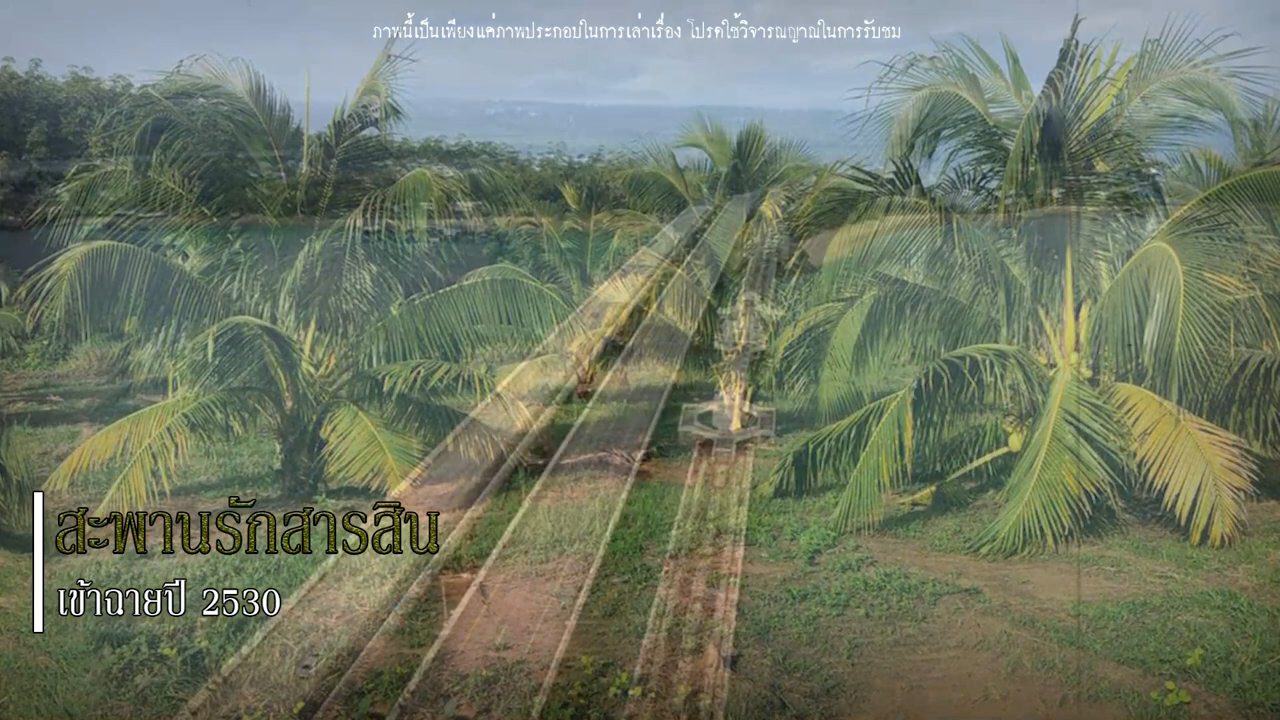 ภาพนี้เป็นเพียงแค่ภาพประกอบในการเล่าเรื่อง โปรดใช้วิจารณญาณในการรับชม
สะพานรักสารสิน
เข้าฉายปี 2530